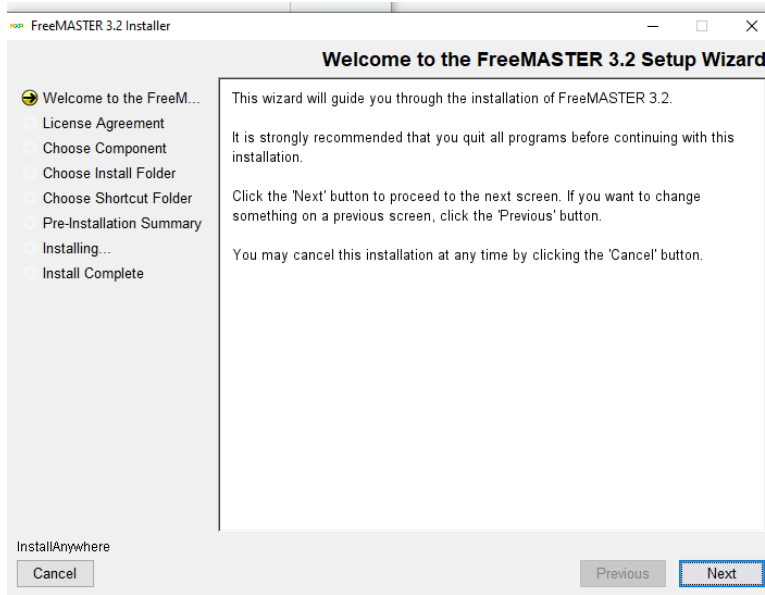 NXP FreeMASTER 3.2 Installer
Welcome to the FreeMASTER 3.2 Setup Wizard
Welcome to the FreeM...
License Agreement
Choose Component
Choose Install Folder
Choose Shortcut Folder
Pre-Installation Summary
Installing...
Install Complete
This wizard will guide you through the installation of FreeMASTER 3.2.
It is strongly recommended that you quit all programs before continuing with this
installation.
Click the 'Next' button to proceed to the next screen. If you want to change
something on a previous screen, click the 'Previous' button.
You may cancel this installation at any time by clicking the 'Cancel' button.
InstallAnywhere
Cancel
Previous
Next